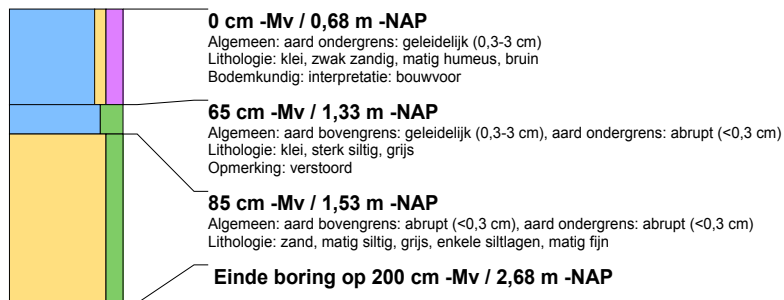 0 cm -Mv / 0,68 m -NAP
Algemeen: aard ondergrens: geleidelijk (0,3-3 cm)
Lithologie: klei, zwak zandig, matig humeus, bruin
Bodemkundig: interpretatie: bouwvoor
65 cm -Mv / 1,33 m -NAP
Algemeen: aard bovengrens: geleidelijk (0,3-3 cm), aard ondergrens: abrupt (<0,3 cm)
Lithologie: klei, sterk siltig, grijs
Opmerking: verstoord
85 cm -Mv / 1,53 m -NAP
Algemeen: aard bovengrens: abrupt (<0,3 cm), aard ondergrens: abrupt (<0,3 cm)
Lithologie: zand, matig siltig, grijs, enkele siltlagen, matig fijn
Einde boring op 200 cm -Mv / 2,68 m -NAP